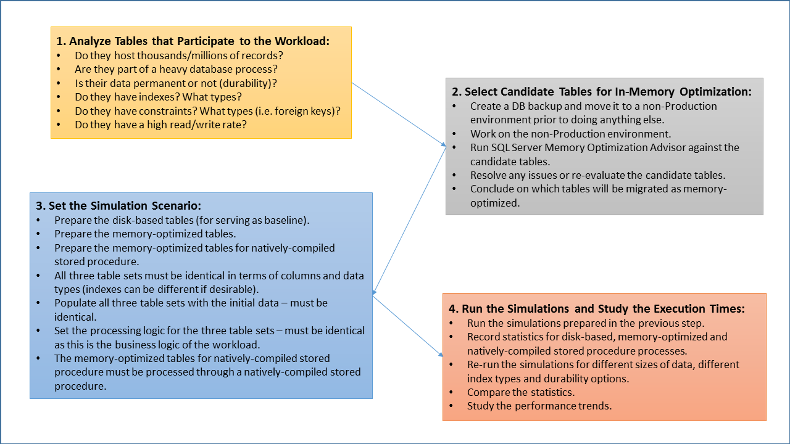 1. Analyze Tables that Participate to the Workload:
• Do they host thousands/millions of records?
• Are they part of a heavy database process?
• Is their data permanent or not (durability)?
• Do they have indexes? What types?
• Do they have constraints? What types (i.e. foreign keys)?
• Do they have a high read/write rate?
2. Select Candidate Tables for In-Memory Optimization:
• Create a DB backup and move it to a non-Production
environment prior to doing anything else.
• Work on the non-Production environment.
• Run SQL Server Memory Optimization Advisor against the
candidate tables.
• Resolve any issues or re-evaluate the candidate tables.
• Conclude on which tables will be migrated as memory-
optimized.
3. Set the Simulation Scenario:
• Prepare the disk-based tables (for serving as baseline).
• Prepare the memory-optimized tables.
• Prepare the memory-optimized tables for natively-compiled
stored procedure.
• All three table sets must be identical in terms of columns and data
types (indexes can be different if desirable).
• Populate all three table sets with the initial data – must be
identical.
• Set the processing logic for the three table sets – must be identical
as this is the business logic of the workload.
• The memory-optimized tables for natively-compiled stored
procedure must be processed through a natively-compiled stored
procedure.
4. Run the Simulations and Study the Execution Times:
• Run the simulations prepared in the previous step.
• Record statistics for disk-based, memory-optimized and
natively-compiled stored procedure processes.
• Re-run the simulations for different sizes of data, different
index types and durability options.
• Compare the statistics.
• Study the performance trends.